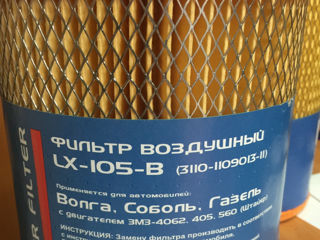 ФИЛЬТР ВОЗДУШНЫЙ
LX-105-В (3110-1109013-11)
Применяется для автомобилей:
Волга, Соболь, Газель
с двигателем ЗМЗ-4062, 405, 560 (Штайер)
ИНСТРУКЦИЯ: Замену фильтра производить в соответствии
R FILTER